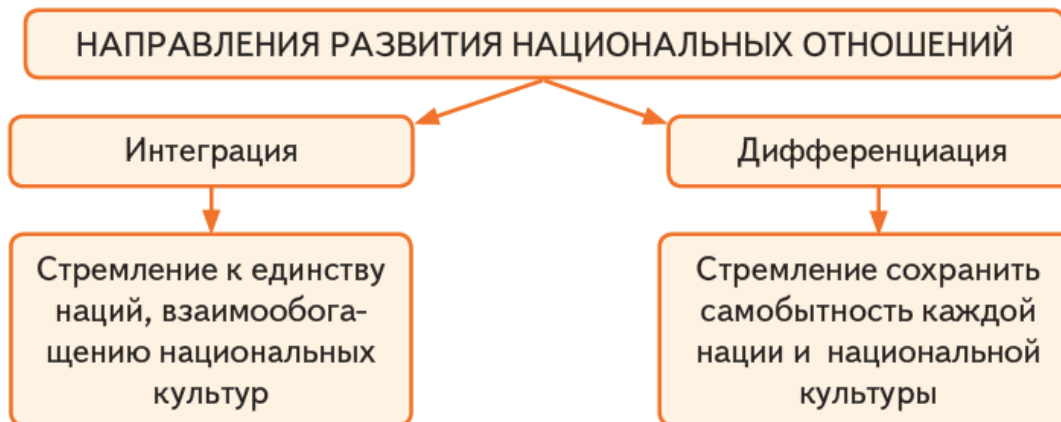 НАПРАВЛЕНИЯ РАЗВИТИЯ НАЦИОНАЛЬНЫХ ОТНОШЕНИЙ
Интеграция
Дифференциация
Стремление к единству
наций, взаимообога-
щению национальных
культур
Стремление сохранить
самобытность каждой
нации и национальной
культуры